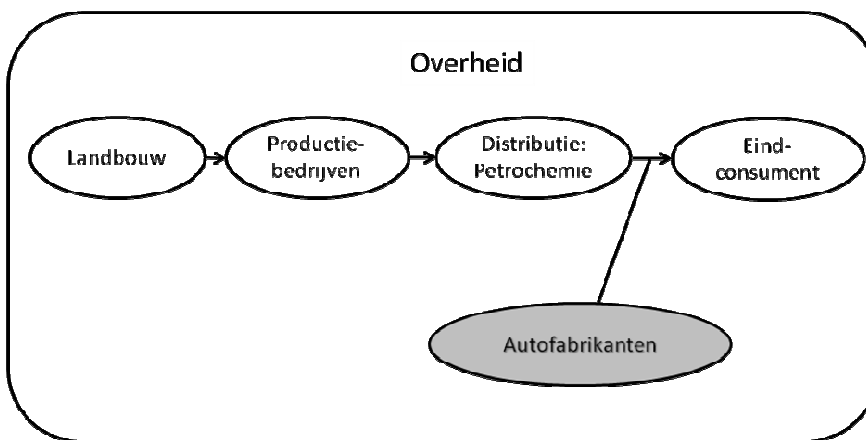 Overheid
Landbouw
Productie-
bedrijven
Distributie:
Petrochemie
Eind-
consument
Autofabrikanten